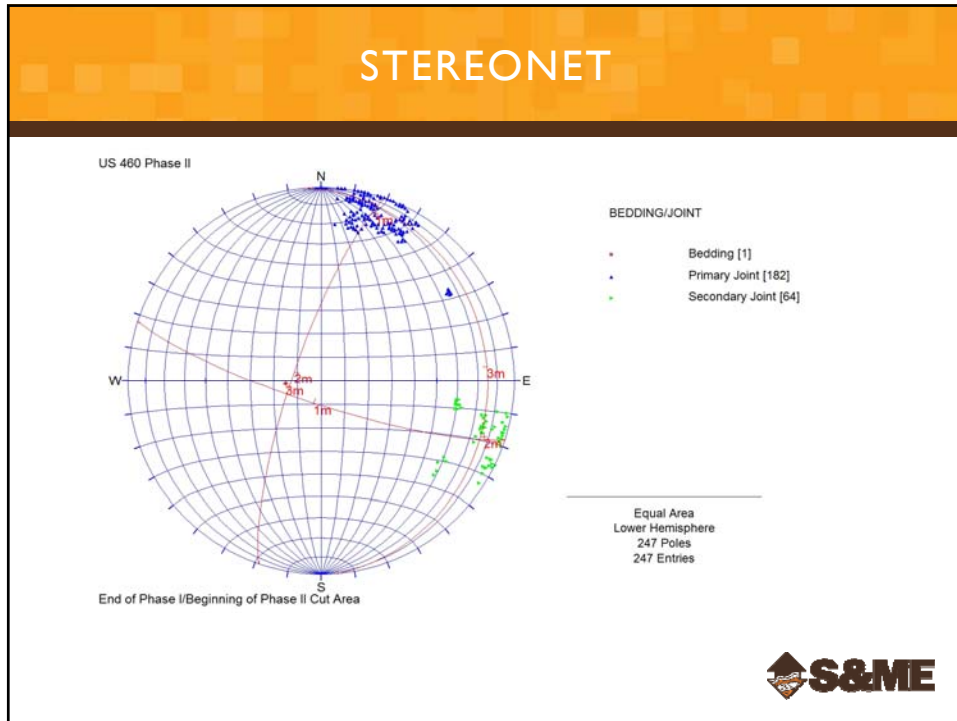 STEREONET
US 460 Phase II
N
1m
BEDDING/JOINT
Bedding [1]
Primary Joint [182]
Secondary Joint [64]
W
2m
3m
3m
E
1m
2m
Equal Area
Lower Hemisphere
247 Poles
247 Entries
S
End of Phase I/Beginning of Phase II Cut Area
S&ME